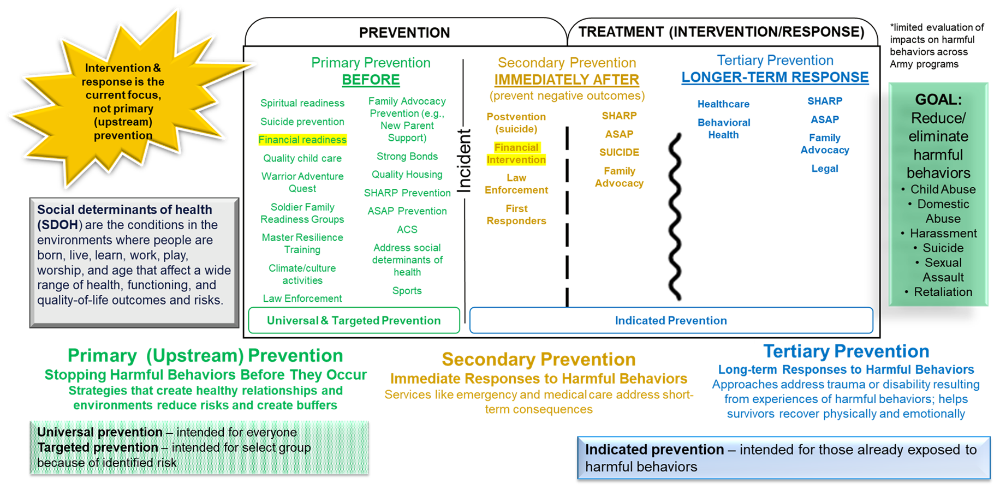 Intervention &
response is the
current focus,
not primary
(upstream)
prevention
PREVENTION
TREATMENT (INTERVENTION/RESPONSE)
*limited evaluation of
impacts on harmful
behaviors across
Army programs
Primary Prevention
BEFORE
Spiritual readiness
Suicide prevention
Financial readiness
Quality child care
Warrior Adventure
Quest
Soldier Family
Readiness Groups
Master Resilience
Training
Climate/culture
activities
Law Enforcement
Family Advocacy
Prevention (e.g.,
New Parent
Support)
Strong Bonds
Quality Housing
SHARP Prevention
ASAP Prevention
ACS
Address social
determinants of
health
Sports
Universal & Targeted Prevention
Incident
Secondary Prevention
IMMEDIATELY AFTER
(prevent negative outcomes)
Postvention
(suicide)
Financial
Intervention
Law
Enforcement
First
Responders
SHARP
ASAP
SUICIDE
Family
Advocacy
Tertiary Prevention
LONGER-TERM RESPONSE
Healthcare
Behavioral
Health
SHARP
ASAP
Family
Advocacy
Legal
Indicated Prevention
GOAL:
Reduce/
eliminate
harmful
behaviors
• Child Abuse
• Domestic
Abuse
• Harassment
• Suicide
• Sexual
Assault
• Retaliation
Social determinants of health
(SDOH) are the conditions in the
environments where people are
born, live, learn, work, play,
worship, and age that affect a wide
range of health, functioning, and
quality-of-life outcomes and risks.
Primary (Upstream) Prevention
Stopping Harmful Behaviors Before They Occur
Strategies that create healthy relationships and
environments reduce risks and create buffers
Secondary Prevention
Immediate Responses to Harmful Behaviors
Services like emergency and medical care address short-
term consequences
Tertiary Prevention
Long-term Responses to Harmful Behaviors
Approaches address trauma or disability resulting
from experiences of harmful behaviors; helps
survivors recover physically and emotionally
Universal prevention – intended for everyone
Targeted prevention – intended for select group
because of identified risk
Indicated prevention – intended for those already exposed to
harmful behaviors